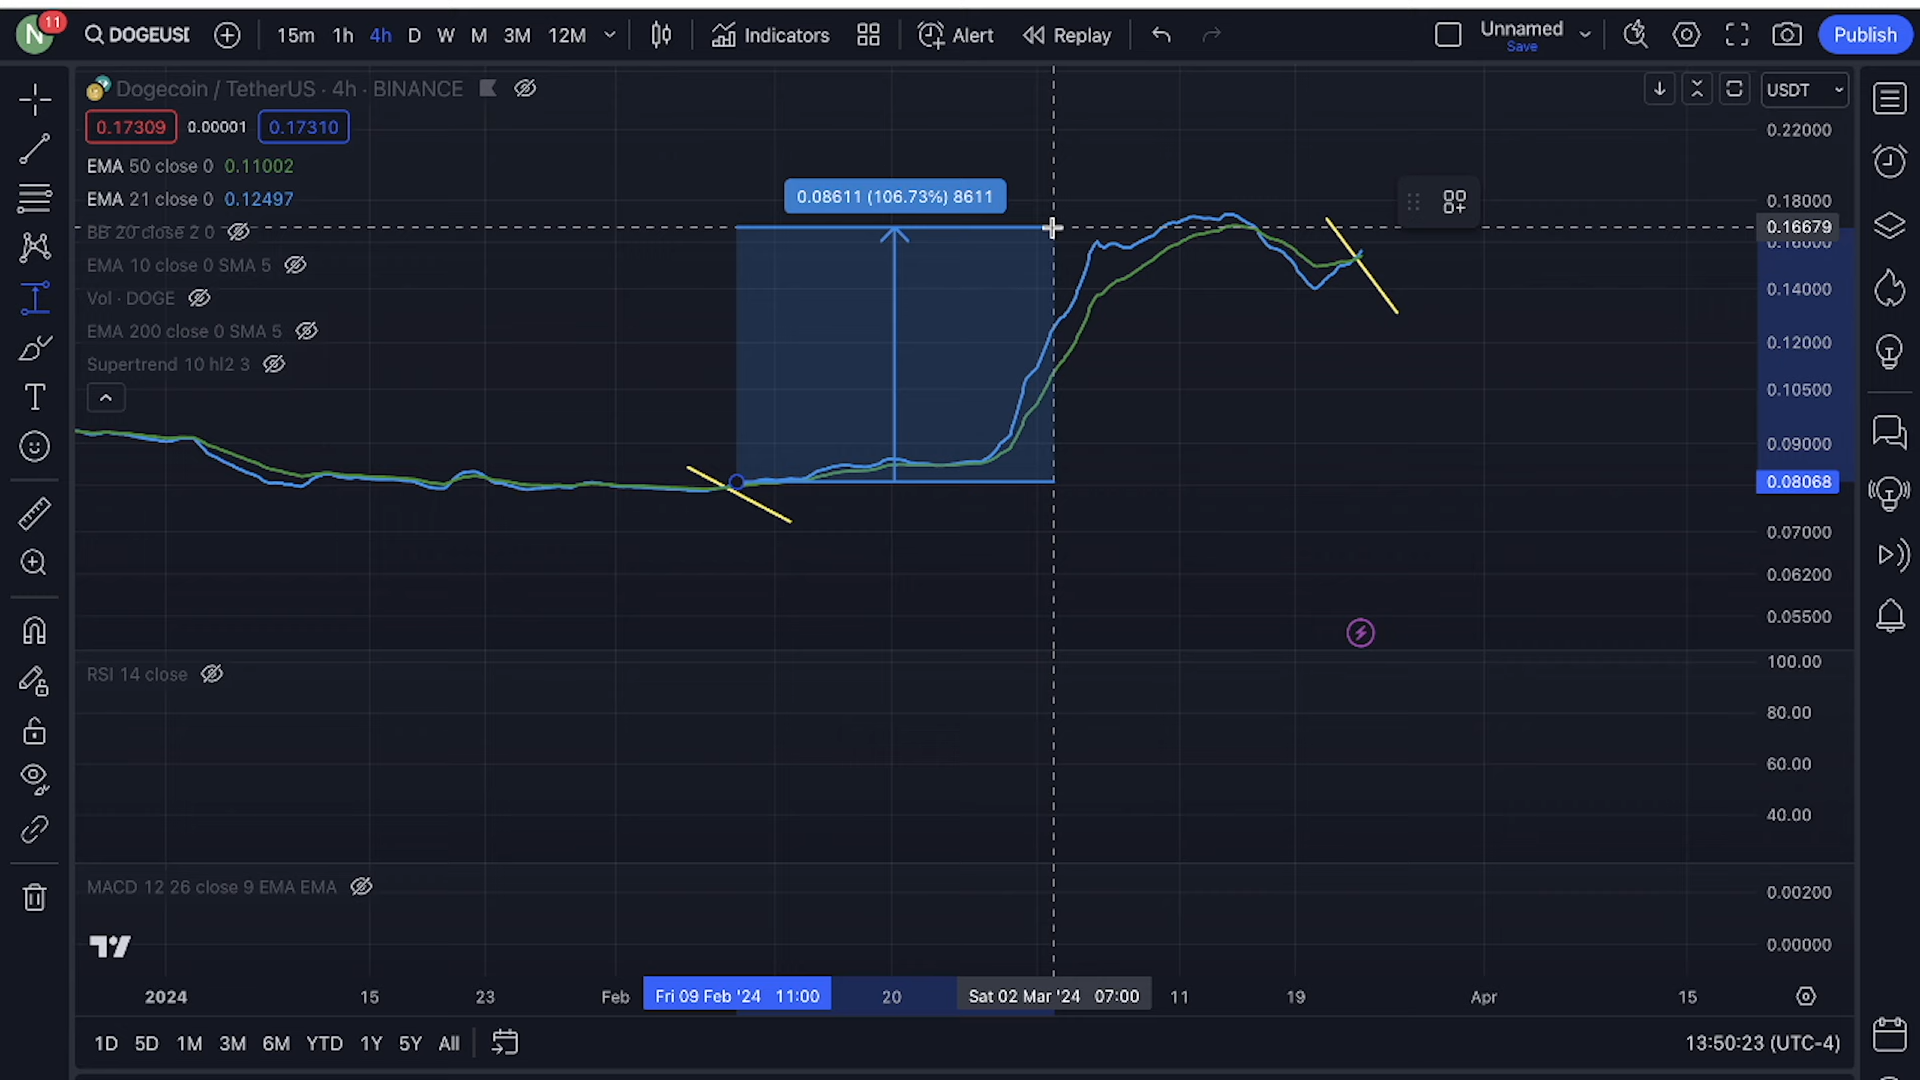 N 11 DOGEUSI 15m 1h 4h D W M 3M 12M Indicators Alert Replay Unnamed Save Publish
Dogecoin / TetherUS · 4h · BINANCE
USDT
0.17309 0.00001 0.17310
EMA 50 close 0 0.11002
EMA 21 close 0 0.12497
BB 20 close 2 0
EMA 10 close 0 SMA 5
Vol · DOGE
EMA 200 close 0 SMA 5
Supertrend 10 hl2 3
0.08611 (106.73%) 8611
0.22000
0.18000
0.16679
0.16000
0.14000
0.12000
0.10500
0.09000
0.08068
0.07000
0.06200
0.05500
RSI 14 close
100.00
80.00
60.00
40.00
MACD 12 26 close 9 EMA EMA
0.00200
0.00000
2024 15 23 Feb Fri 09 Feb '24 11:00 20 Sat 02 Mar '24 07:00 11 19 Apr 15
1D 5D 1M 3M 6M YTD 1Y 5Y All
13:50:23 (UTC-4)